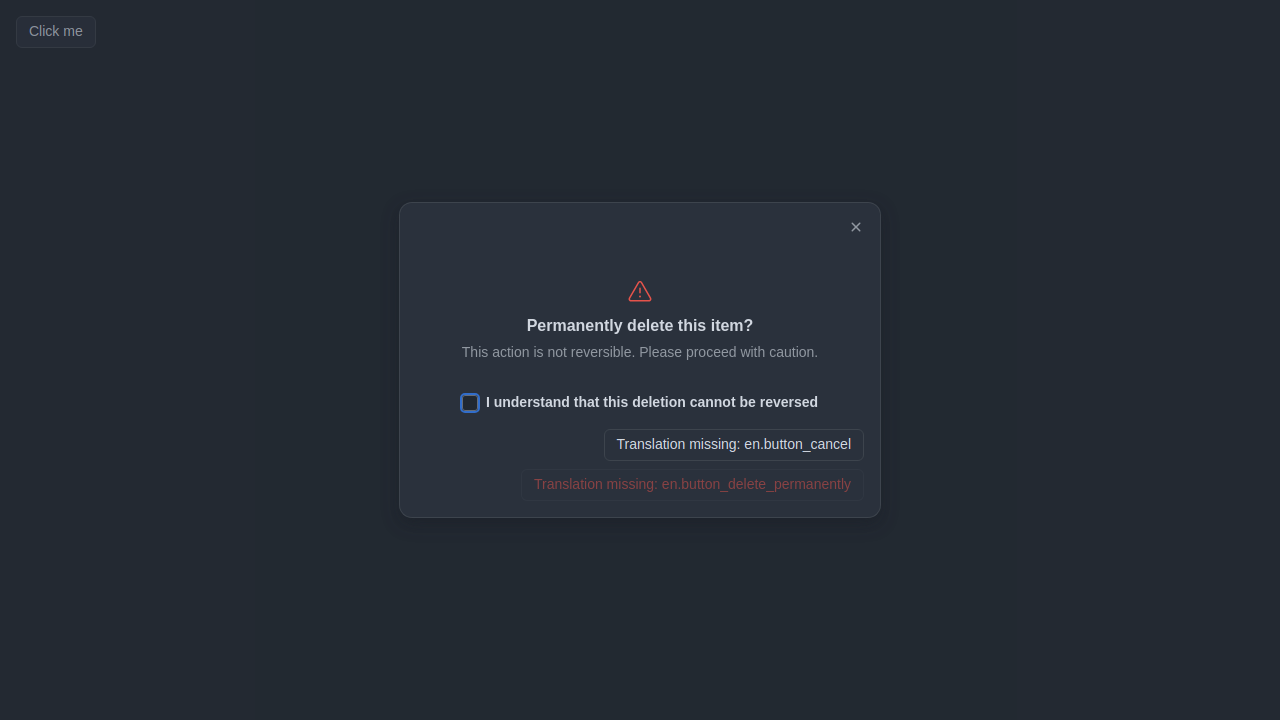 Click me
Permanently delete this item?
This action is not reversible. Please proceed with caution.
I understand that this deletion cannot be reversed
Translation missing: en.button_cancel
Translation missing: en.button_delete_permanently